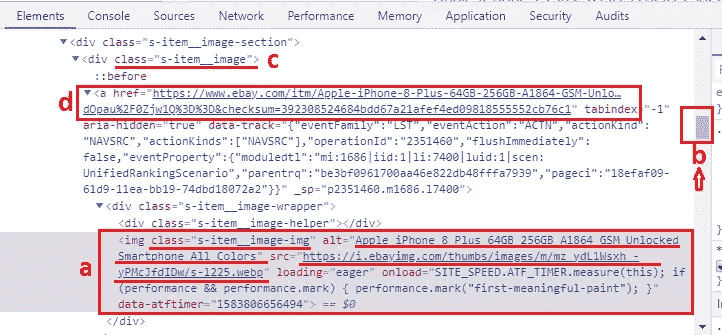 Elements Console Sources Network Performance Memory Application Security Audits
<div class="s-item__image-section">
<div class="s-item__image"> c
::before
d <a href="https://www.ebay.com/itm/Apple-iPhone-8-Plus-64GB-256GB-A1864-GSM-Unlo…
dOpau%2F0Zjw1Q%3D%3D&checksum=392308524684bdd67a21afef4ed09818555552cb76c1" tabindex="-1"
aria-hidden="true" data-track="{"eventFamily":"LST","eventAction":"ACTN","actionKind":
"NAVSRC","actionKinds":["NAVSRC"],"operationId":"2351460","flushImmediately":
false,"eventProperty":{"moduledtl":"mi:1686|iid:1|li:7400|luid:1|scen:
UnifiedRankingScenario","parentrq":"be3bf0961700aa46e822db48fffa7939","pageci":"18efaf09-
61d9-11ea-bb19-74dbd18072a2"}}" _sp="p2351460.m1686.l7400">
b
<div class="s-item__image-wrapper">
<div class="s-item__image-helper"></div>
a <img class="s-item__image-img" alt="Apple iPhone 8 Plus 64GB 256GB A1864 GSM Unlocked
Smartphone All Colors" src="https://i.ebayimg.com/thumbs/images/m/mz_ydL1Wsxh_-
yPMcJfdIDw/s-l225.webp" loading="eager" onload="SITE_SPEED.ATF_TIMER.measure(this); if
(performance && performance.mark) { performance.mark("first-meaningful-paint"); }"
data-atftimer="1583806656494"> == $0
</div>